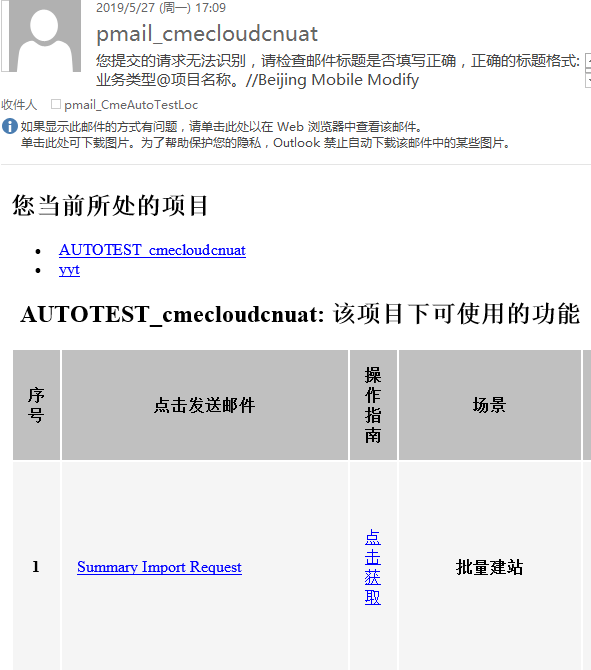 2019/5/27 (周一) 17:09
pmail_cmecloudcnuat
您提交的请求无法识别，请检查邮件标题是否填写正确，正确的标题格式:
业务类型@项目名称。//Beijing Mobile Modify
收件人 pmail_CmeAutoTestLoc
如果显示此邮件的方式有问题，请单击此处以在 Web 浏览器中查看该邮件。
单击此处可下载图片。为了帮助保护您的隐私，Outlook 禁止自动下载该邮件中的某些图片。
您当前所处的项目
• AUTOTEST_cmecloudcnuat
• yyt
AUTOTEST_cmecloudcnuat: 该项目下可使用的功能
序号 点击发送邮件 操作指南 场景
1 Summary Import Request 点击获取 批量建站